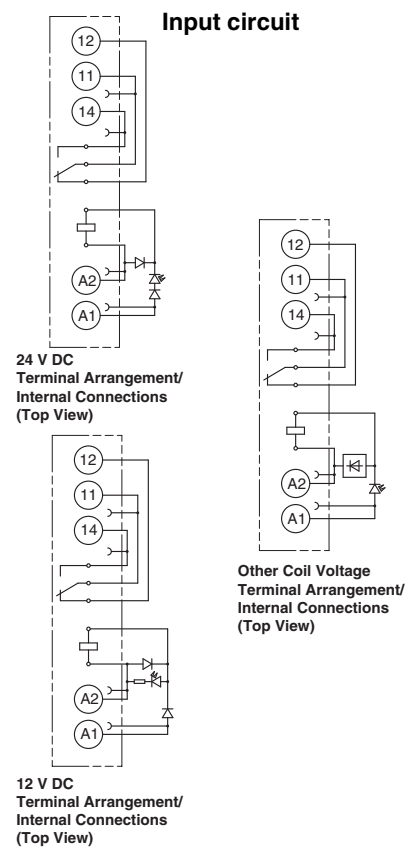 Input circuit
12
11
14
A2
A1
24 V DC
Terminal Arrangement/
Internal Connections
(Top View)
12
11
14
A2
A1
Other Coil Voltage
Terminal Arrangement/
Internal Connections
(Top View)
12
11
14
A2
A1
12 V DC
Terminal Arrangement/
Internal Connections
(Top View)